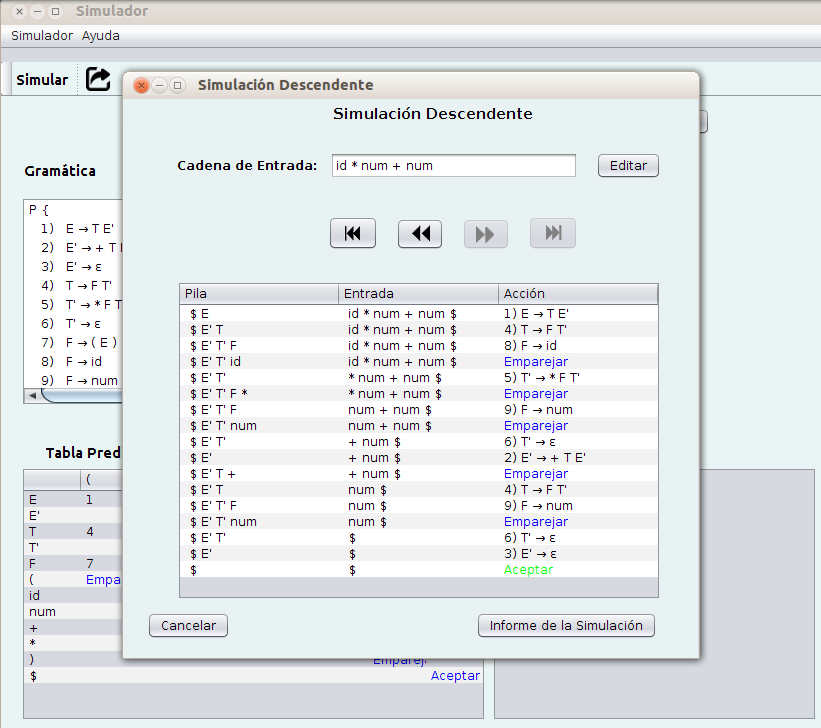 Simulador
Simulador Ayuda
Simular
Simulación Descendente
Simulación Descendente
Cadena de Entrada: id * num + num Editar
Gramática
P {
1) E → T E'
2) E' → + T
3) E' → ε
4) T → F T'
5) T' → * F T
6) T' → ε
7) F → ( E )
8) F → id
9) F → num
Pila Entrada Acción
$ E id * num + num $ 1) E → T E'
$ E' T id * num + num $ 4) T → F T'
$ E' T' F id * num + num $ 8) F → id
$ E' T' id id * num + num $ Emparejar
$ E' T' * num + num $ 5) T' → * F T'
$ E' T' F * * num + num $ Emparejar
$ E' T' F num + num $ 9) F → num
$ E' T' num num + num $ Emparejar
$ E' T' + num $ 6) T' → ε
$ E' + num $ 2) E' → + T E'
$ E' T + + num $ Emparejar
$ E' T num $ 4) T → F T'
$ E' T' F num $ 9) F → num
$ E' T' num num $ Emparejar
$ E' T' $ 6) T' → ε
$ E' $ 3) E' → ε
$ $ Aceptar
Cancelar Informe de la Simulación
Tabla Pred
(
E 1
E'
T 4
T'
F 7
( Empa
id
num
+
*
) Empareja
$ Aceptar